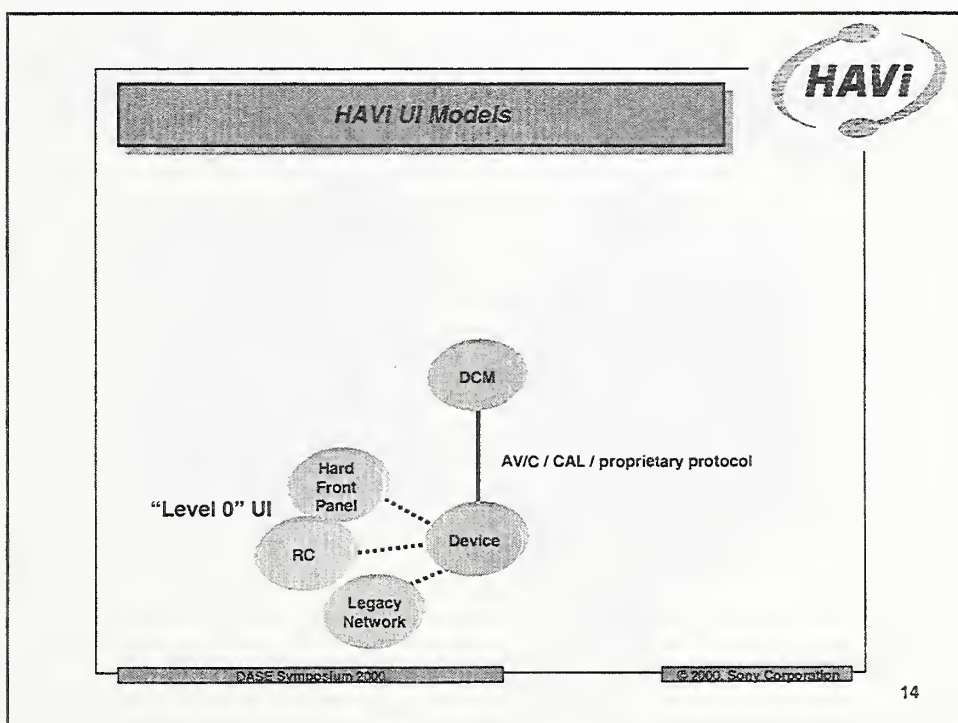 HAVi
HAVi UI Models
DCM
AV/C / CAL / proprietary protocol
Hard
Front
Panel
"Level 0" UI
RC
Device
Legacy
Network
DASE Symposium 2000
© 2000, Sony Corporation
14